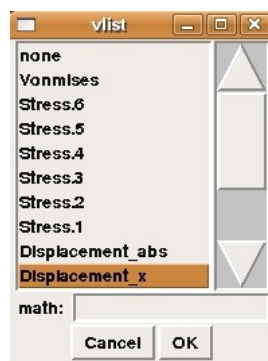 vlist
none
Vonmises
Stress.6
Stress.5
Stress.4
Stress.3
Stress.2
Stress.1
Displacement_abs
Displacement_x
math:
Cancel OK